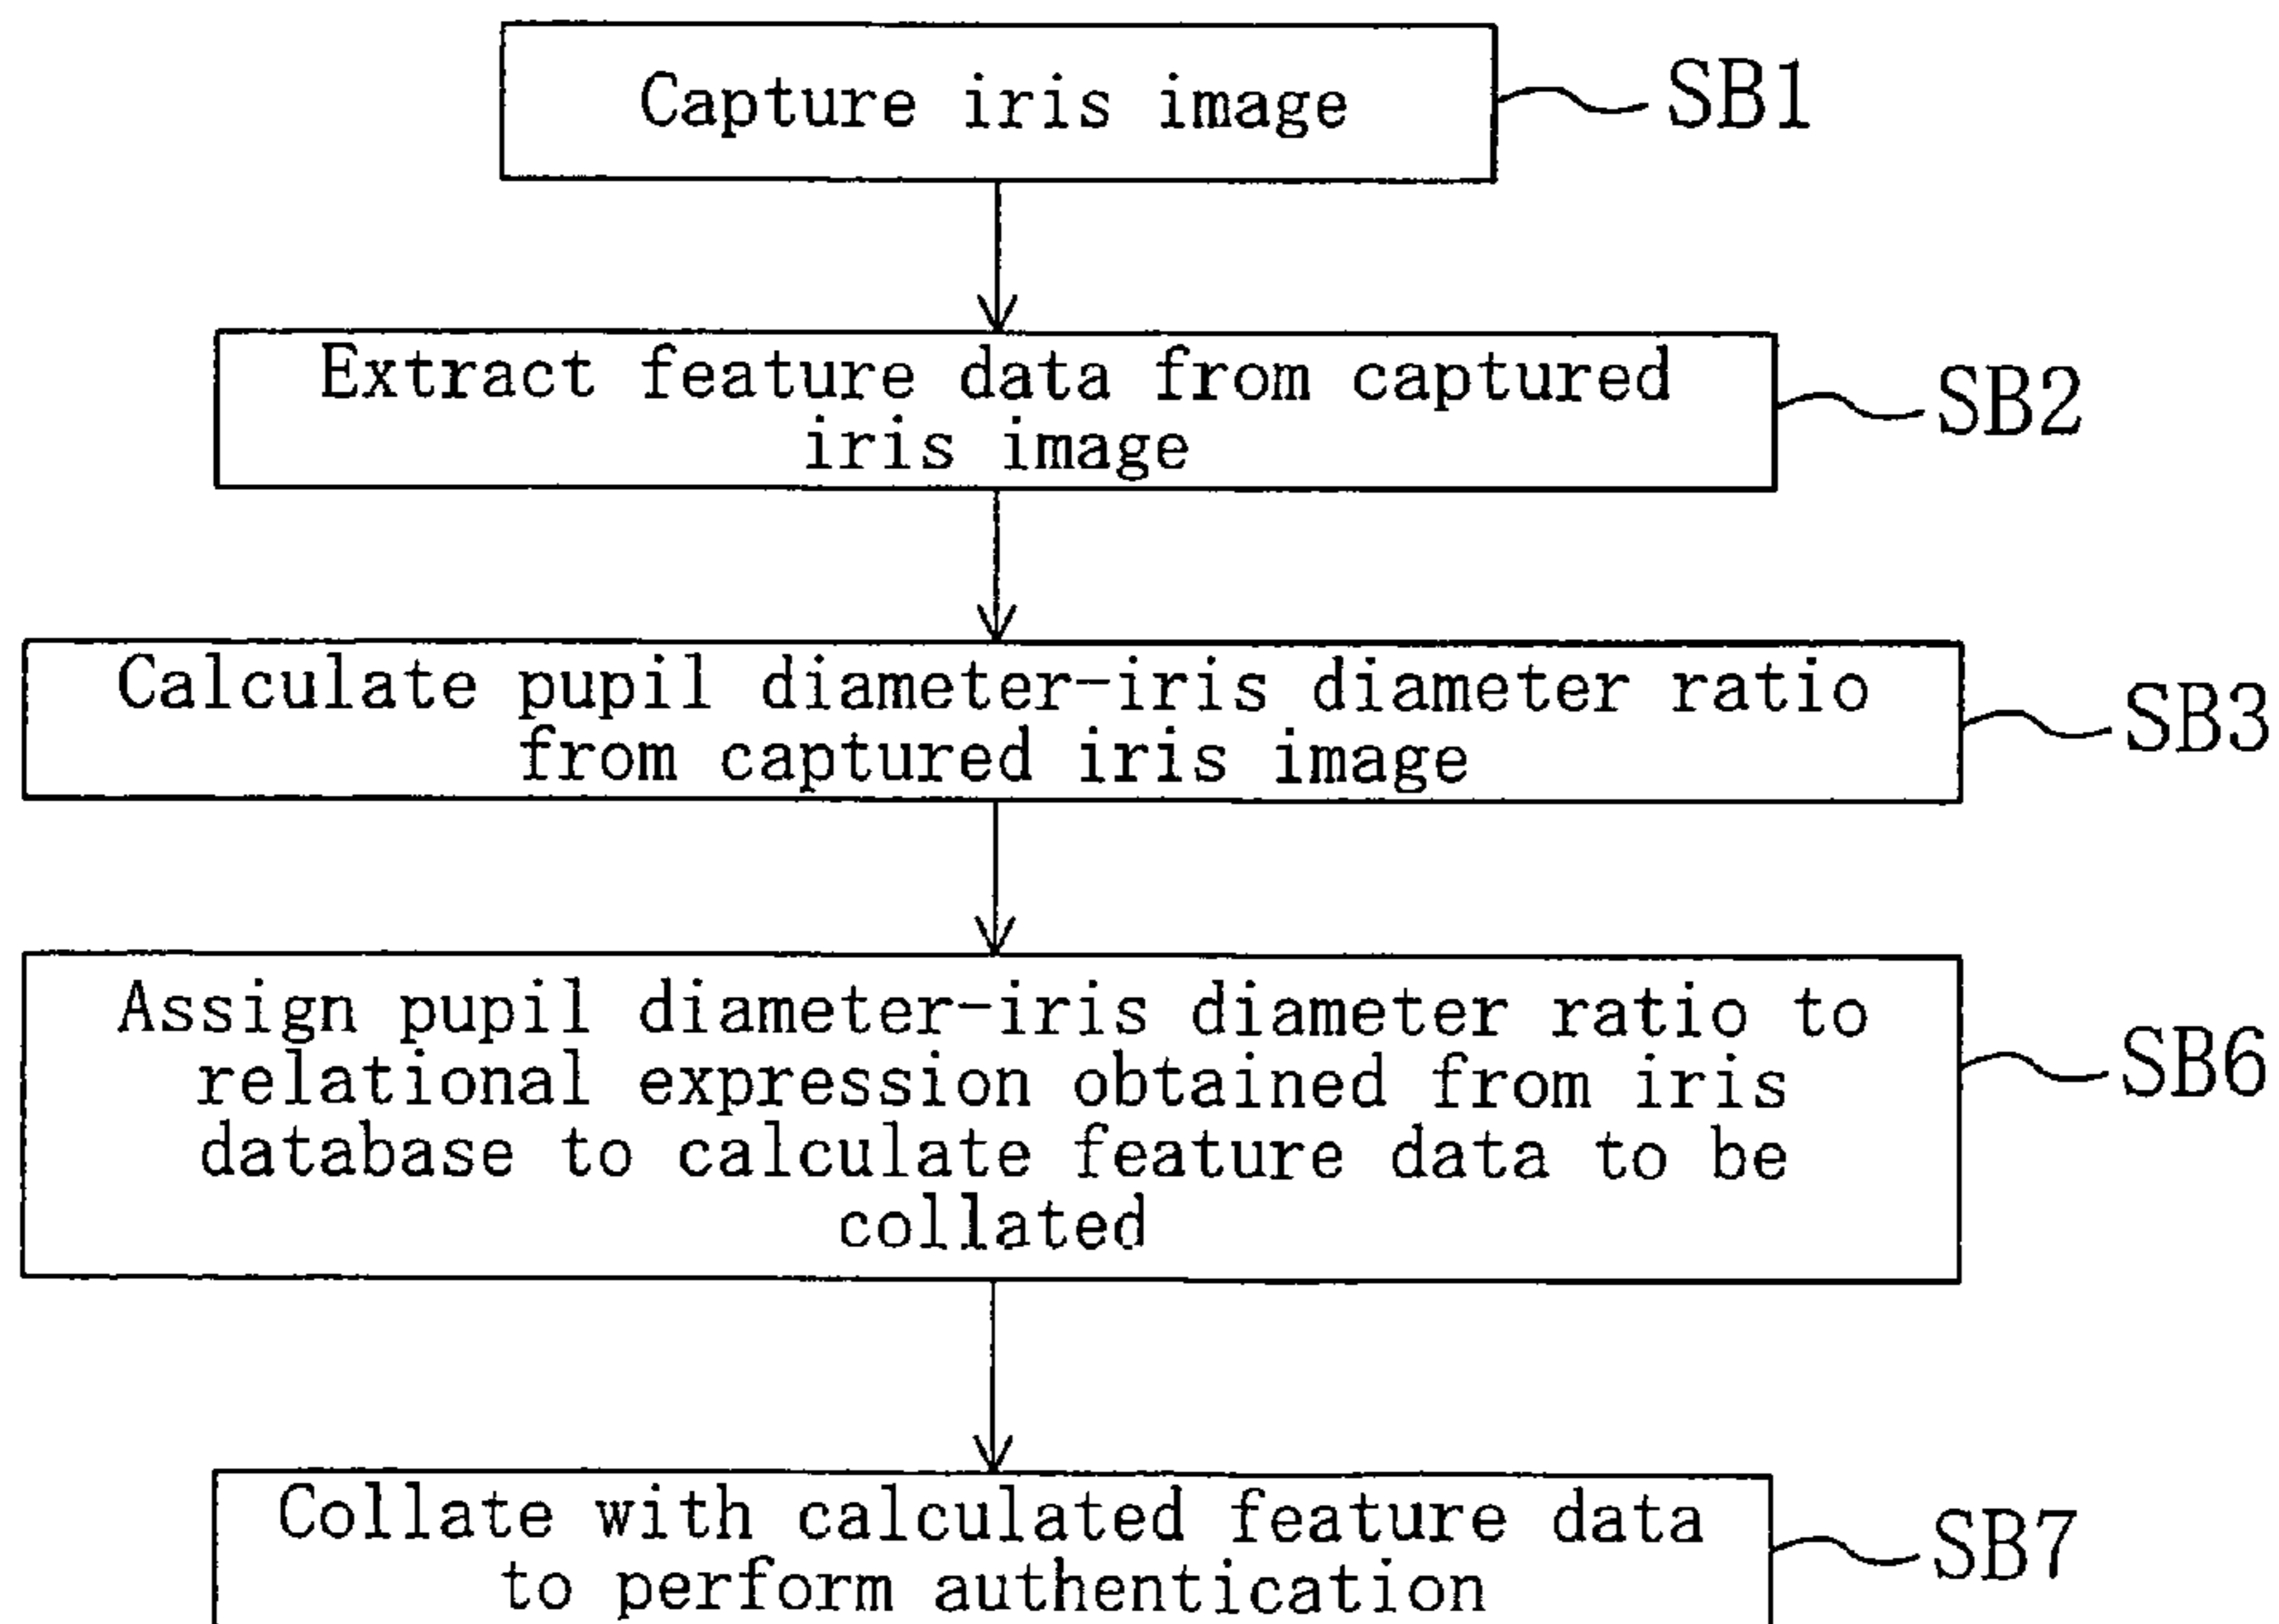 Capture iris image
SB1
Extract feature data from captured
iris image
SB2
Calculate pupil diameter-iris diameter ratio
from captured iris image
SB3
Assign pupil diameter-iris diameter ratio to
relational expression obtained from iris
database to calculate feature data to be
collated
SB6
Collate with calculated feature data
to perform authentication
SB7